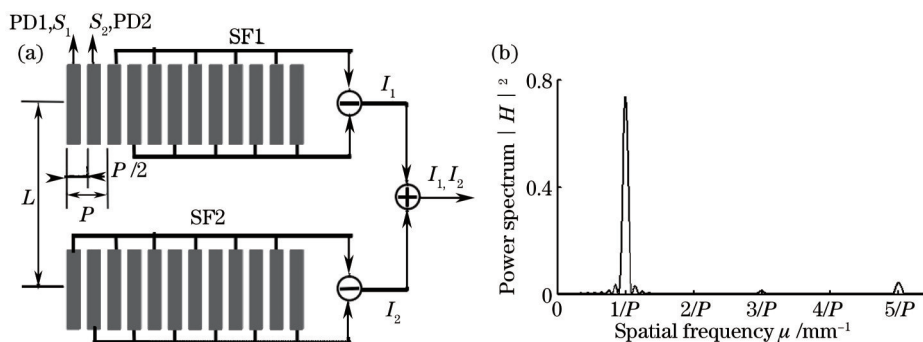 (a)
PD1,S₁
S₂,PD2
SF1
I₁
P/2
P
L
I₁,I₂
SF2
I₂
(b)
Power spectrum | H | ²
0.8
0.4
0
0 1/P 2/P 3/P 4/P 5/P
Spatial frequency μ /mm⁻¹